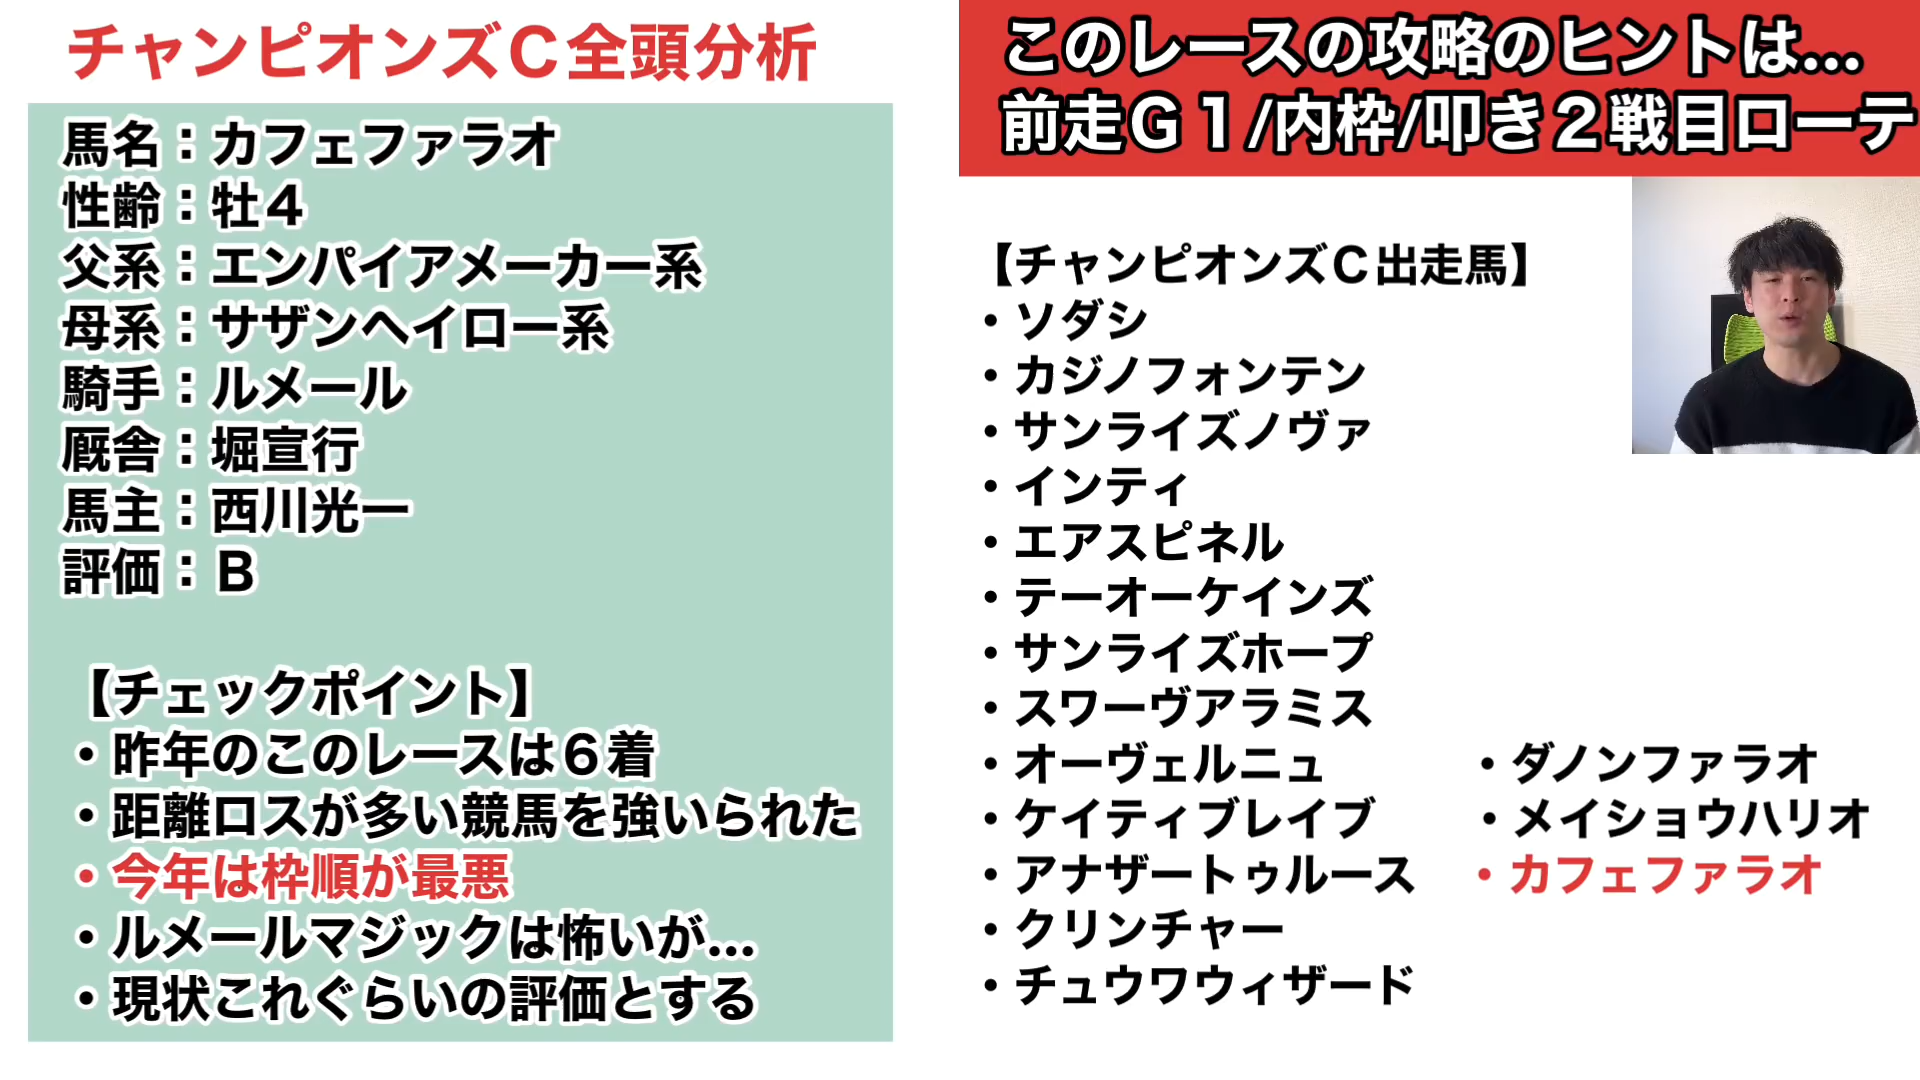 チャンピオンズＣ全頭分析
馬名：カフェファラオ
性齢：牡４
父系：エンパイアメーカー系
母系：サザンヘイロー系
騎手：ルメール
厩舎：堀宣行
馬主：西川光一
評価：Ｂ
【チェックポイント】
・昨年のこのレースは６着
・距離ロスが多い競馬を強いられた
・今年は枠順が最悪
・ルメールマジックは怖いが…
・現状これぐらいの評価とする
このレースの攻略のヒントは…
前走Ｇ１/内枠/叩き２戦目ローテ
【チャンピオンズＣ出走馬】
・ソダシ
・カジノフォンテン
・サンライズノヴァ
・インティ
・エアスピネル
・テーオーケインズ
・サンライズホープ
・スワーヴアラミス
・オーヴェルニュ
・ケイティブレイブ
・アナザートゥルース
・クリンチャー
・チュウワウィザード
・ダノンファラオ
・メイショウハリオ
・カフェファラオ